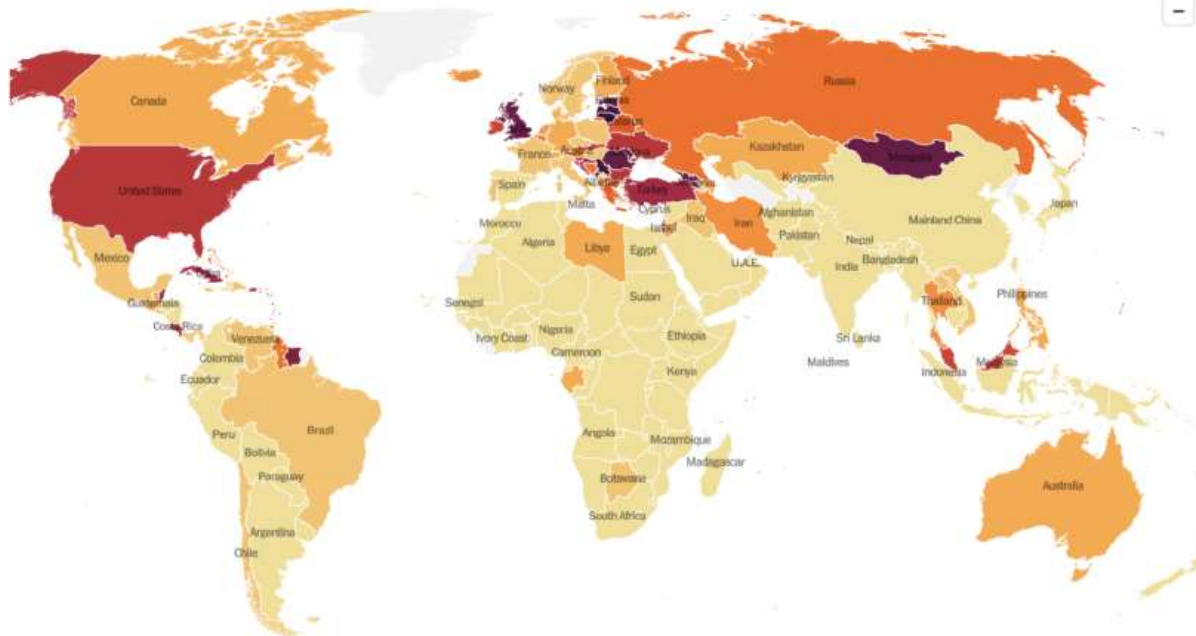 Canada
United States
Mexico
Guatemala
Costa Rica
Venezuela
Colombia
Ecuador
Peru
Brazil
Bolivia
Paraguay
Argentina
Chile
Norway
Finland
France
Spain
Malta
Turkey
Cyprus
Israel
Iraq
Iran
Russia
Kazakhstan
Kyrgyzstan
Mongolia
Afghanistan
Pakistan
Mainland China
Japan
Nepal
Bangladesh
India
U.A.E.
Morocco
Algeria
Libya
Egypt
Senegal
Sudan
Ivory Coast
Nigeria
Cameroon
Ethiopia
Kenya
Angola
Mozambique
Madagascar
Botswana
South Africa
Sri Lanka
Maldives
Thailand
Philippines
Malaysia
Indonesia
Australia